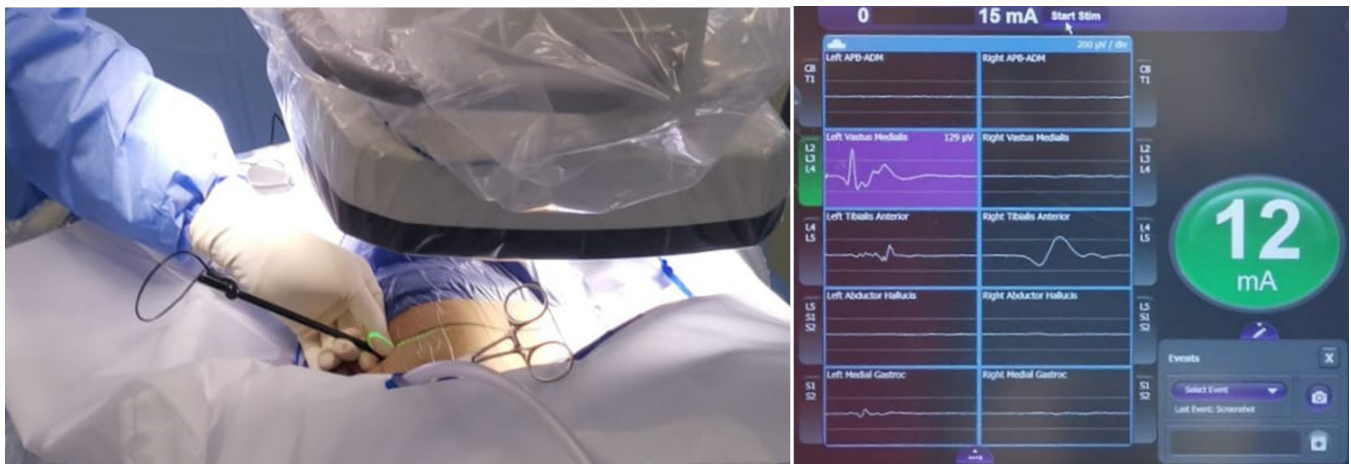 0 15 mA Start Stim
200 µV / div
Left APB-ADM Right APB-ADM
C8
T1
Left Vastus Medialis 129 µV Right Vastus Medialis
L2
L3
L4
L2
L3
L4
12
mA
Left Tibialis Anterior Right Tibialis Anterior
L4
L5
L4
L5
Left Abductor Hallucis Right Abductor Hallucis
L5
S1
S2
L5
S1
S2
Left Medial Gastroc Right Medial Gastroc
S1
S2
S1
S2
Events X
Select Event
Last Event: Screenshot